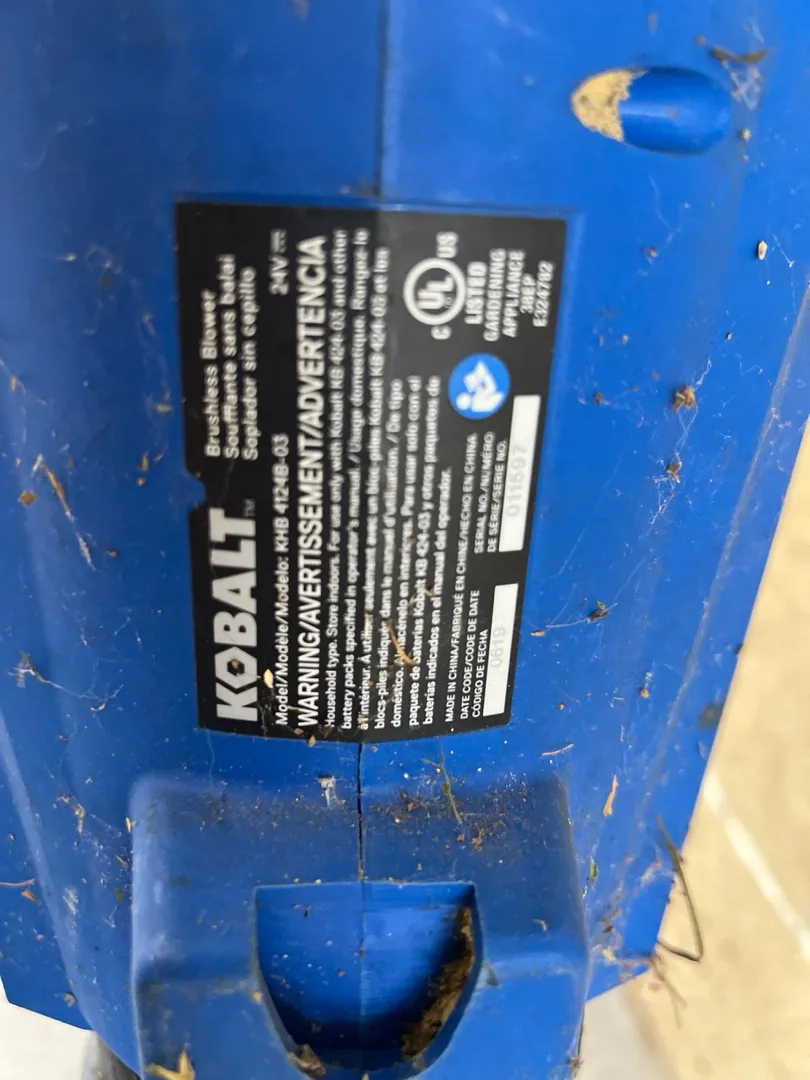 KOBALT™
Brushless Blower
Soufflante sans balai
Soplador sin cepillo
Model/Modèle/Modelo: KHB 4124B-03 24V
WARNING/AVERTISSEMENT/ADVERTENCIA
Household type. Store indoors. For use only with Kobalt KB 424-03 and other
battery packs specified in operator's manual. / Usage domestique. Rangez-le
à l'intérieur. À utiliser seulement avec un bloc-piles Kobalt KB 424-03 et les
blocs-piles indiqués dans le manuel d'utilisation. / De tipo
doméstico. Almacénelo en interiores. Para usar solo con el
paquete de baterías Kobalt KB 424-03 y otros paquetes de
baterías indicados en el manual del operador.
MADE IN CHINA/FABRIQUÉ EN CHINE/HECHO EN CHINA
DATE CODE/CODE DE DATE
CÓDIGO DE FECHA
0619
SERIAL NO./NUMÉRO
DE SÉRIE/SERIE NO.
011597
C UL US
LISTED
GARDENING
APPLIANCE
38EP
E324702